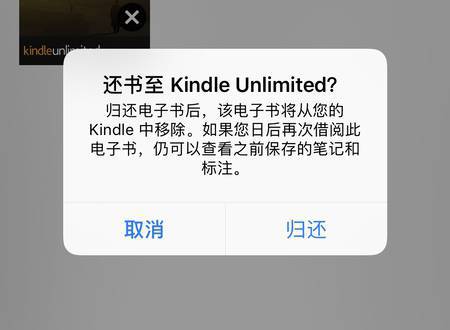 kindleunlimited
还书至 Kindle Unlimited?
归还电子书后，该电子书将从您的
Kindle 中移除。如果您日后再次借阅此
电子书，仍可以查看之前保存的笔记和
标注。
取消
归还